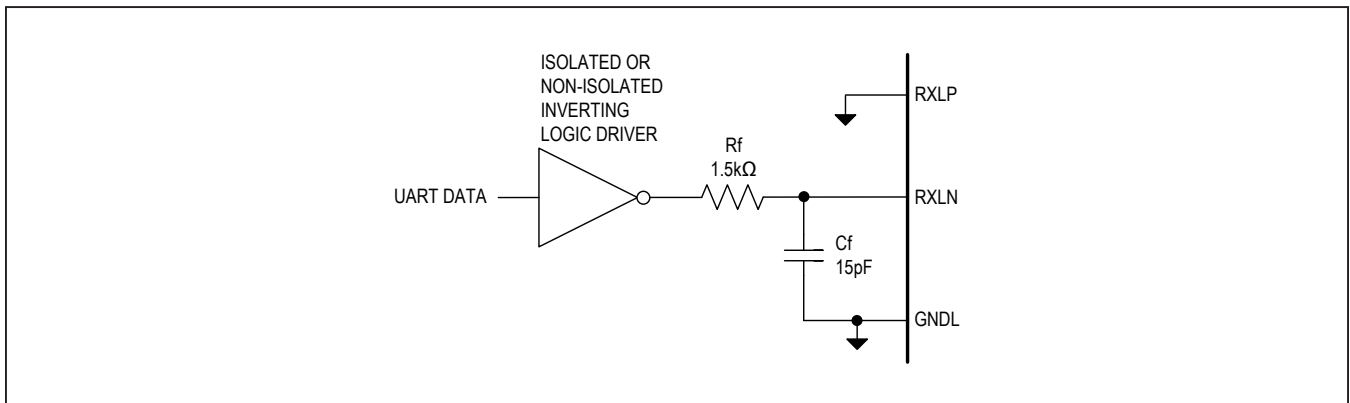 ISOLATED OR
NON-ISOLATED
INVERTING
LOGIC DRIVER
UART DATA
Rf
1.5kΩ
Cf
15pF
RXLP
RXLN
GNDL